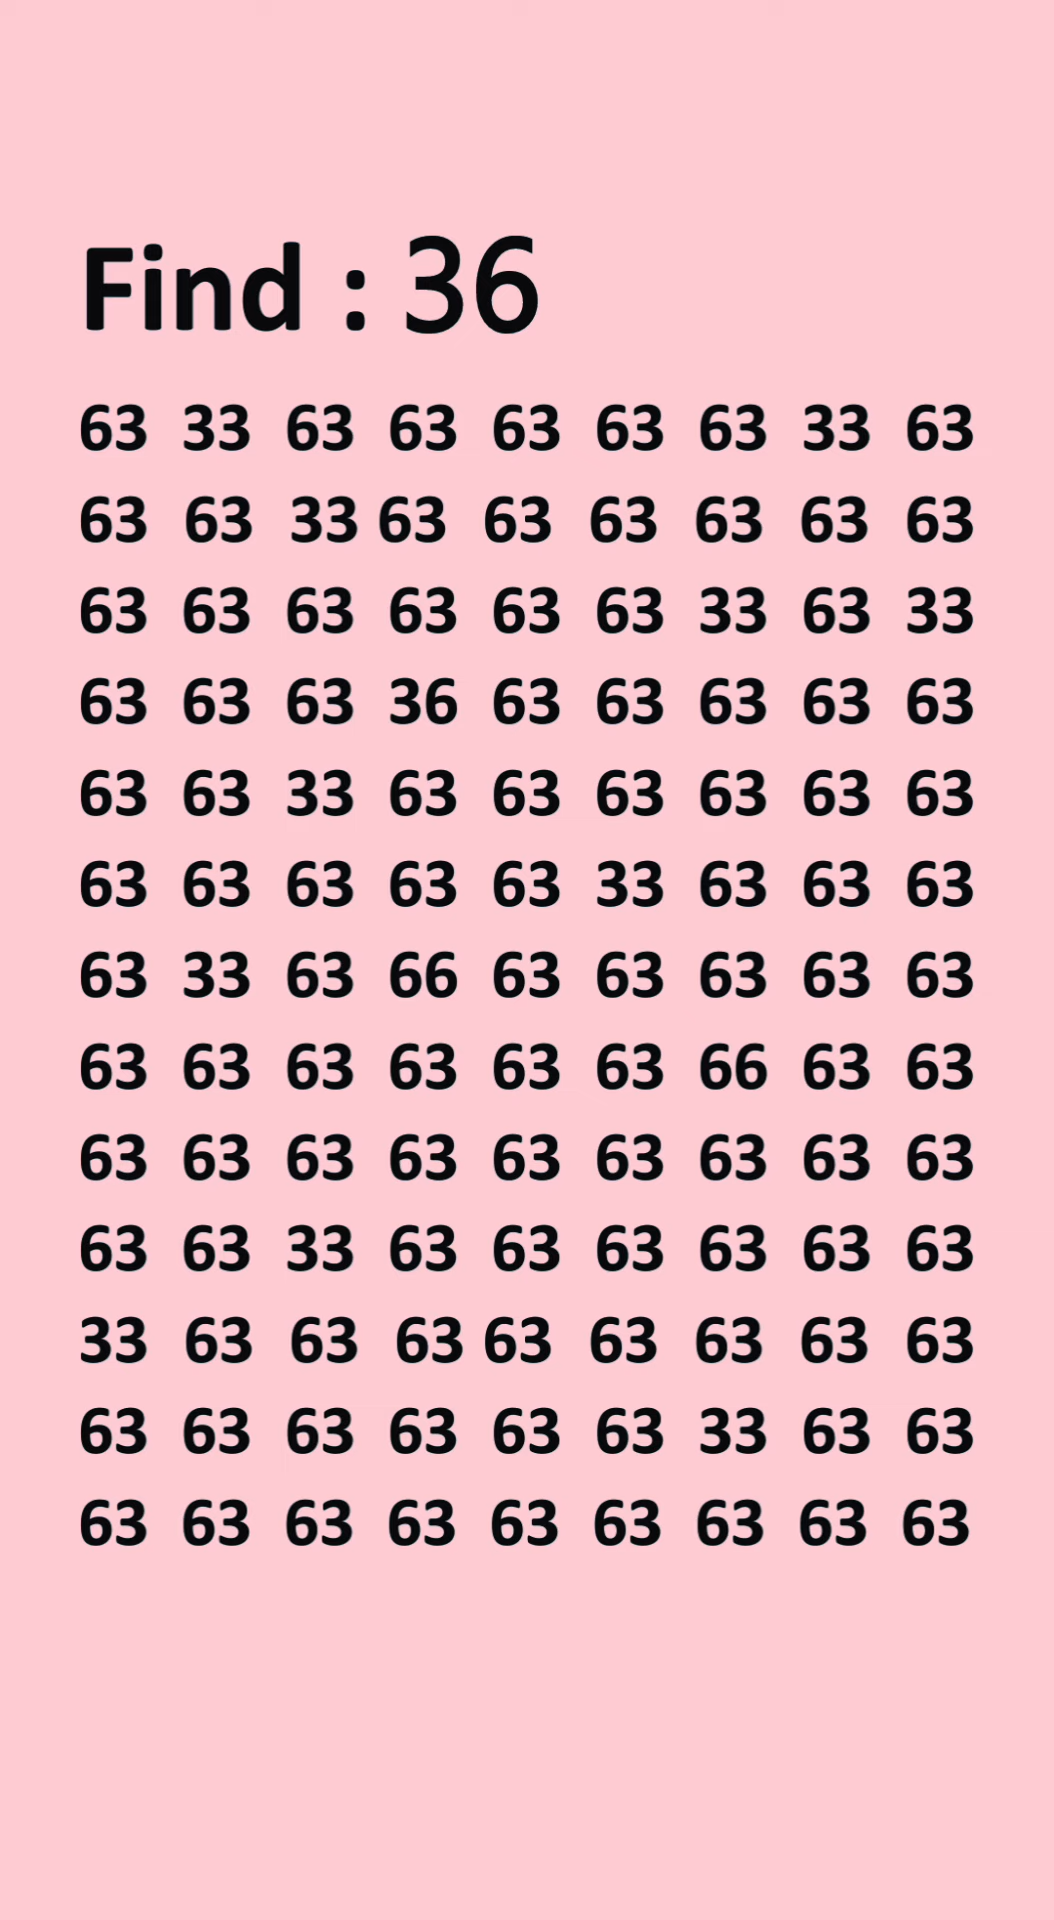 Find : 36
63 33 63 63 63 63 63 33 63
63 63 33 63 63 63 63 63 63
63 63 63 63 63 63 33 63 33
63 63 63 36 63 63 63 63 63
63 63 33 63 63 63 63 63 63
63 63 63 63 63 33 63 63 63
63 33 63 66 63 63 63 63 63
63 63 63 63 63 63 66 63 63
63 63 63 63 63 63 63 63 63
63 63 33 63 63 63 63 63 63
33 63 63 63 63 63 63 63 63
63 63 63 63 63 63 33 63 63
63 63 63 63 63 63 63 63 63